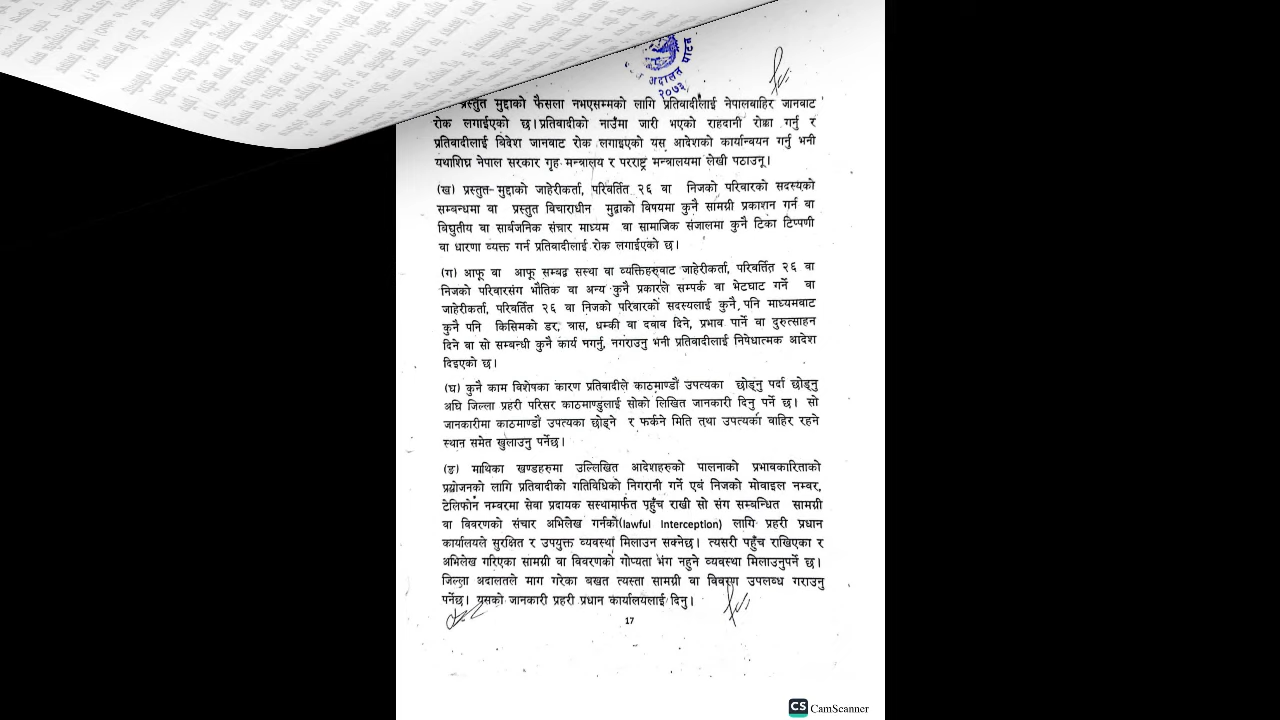 अदालत पाटन
२०७३
प्रस्तुत मुद्दाको फैसला नभएसम्मको लागि प्रतिवादीलाई नेपालबाहिर जानबाट
रोक लगाईएको छ। प्रतिवादीको नाउँमा जारी भएको राहदानी रोक्का गर्नु र
प्रतिवादीलाई विदेश जानबाट रोक लगाइएको यस आदेशको कार्यान्वयन गर्नु भनी
यथाशिघ्र नेपाल सरकार गृह मन्त्रालय र परराष्ट्र मन्त्रालयमा लेखी पठाउनू।
(ख) प्रस्तुत मुद्दाको जाहेरीकर्ता, परिवर्तित २६ वा निजको परिवारको सदस्यको
सम्बन्धमा वा प्रस्तुत विचाराधीन मुद्दाको विषयमा कुनै सामग्री प्रकाशन गर्न वा
बिघुतीय वा सार्वजनिक संचार माध्यम वा सामाजिक संजालमा कुनै टिका टिप्पणी
वा धारणा व्यक्त गर्न प्रतिवादीलाई रोक लगाईएको छ।
(ग) आफू वा आफू सम्बद्ध सस्था वा व्यक्तिहरुबाट जाहेरीकर्ता, परिवर्तित २६ वा
निजको परिवारसंग भौतिक वा अन्य कुनै प्रकारले सम्पर्क वा भेटघाट गर्ने वा
जाहेरीकर्ता, परिवर्तित २६ वा निजको परिवारको सदस्यलाई कुनै पनि माध्यमबाट
कुनै पनि किसिमको डर, त्रास, धम्की वा दवाव दिने, प्रभाव पार्ने वा दुरुत्साहन
दिने वा सो सम्बन्धी कुनै कार्य नगर्नु, नगराउनु भनी प्रतिवादीलाई निषेधात्मक आदेश
दिइएको छ।
(घ) कुनै काम विशेषका कारण प्रतिवादीले काठमाण्डौं उपत्यका छोड्नु पर्दा छोड्नु
अघि जिल्ला प्रहरी परिसर काठमाण्डुलाई सोको लिखित जानकारी दिनु पर्ने छ। सो
जानकारीमा काठमाण्डौं उपत्यका छोड्ने र फर्कने मिति तथा उपत्यका बाहिर रहने
स्थान समेत खुलाउनु पर्नेछ।
(ङ) माथिका खण्डहरुमा उल्लिखित आदेशहरुको पालनाको प्रभावकारिताको
प्रयोजनको लागि प्रतिवादीको गतिविधिको निगरानी गर्ने एवं निजको मोवाइल नम्बर,
टेलिफोन नम्बरमा सेवा प्रदायक सस्थामार्फत पहुँच राखी सो संग सम्बन्धित सामग्री
वा विवरणको संचार अभिलेख गर्नको(lawful Interception) लागि प्रहरी प्रधान
कार्यालयले सुरक्षित र उपयुक्त व्यवस्था मिलाउन सक्नेछ। त्यसरी पहुँच राखिएका र
अभिलेख गरिएका सामग्री वा विवरणको गोप्यता भंग नहुने व्यवस्था मिलाउनुपर्ने छ।
जिल्ला अदालतले माग गरेका बखत त्यस्ता सामग्री वा विवरण उपलब्ध गराउनु
पर्नेछ। यसको जानकारी प्रहरी प्रधान कार्यालयलाई दिनु।
17
CS CamScanner